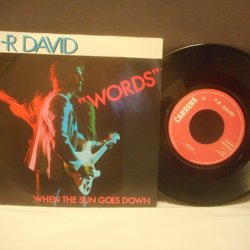 -R DAVID
"WORDS"
WHEN THE SUN GOES DOWN
CARRERE
F.R. DAVID